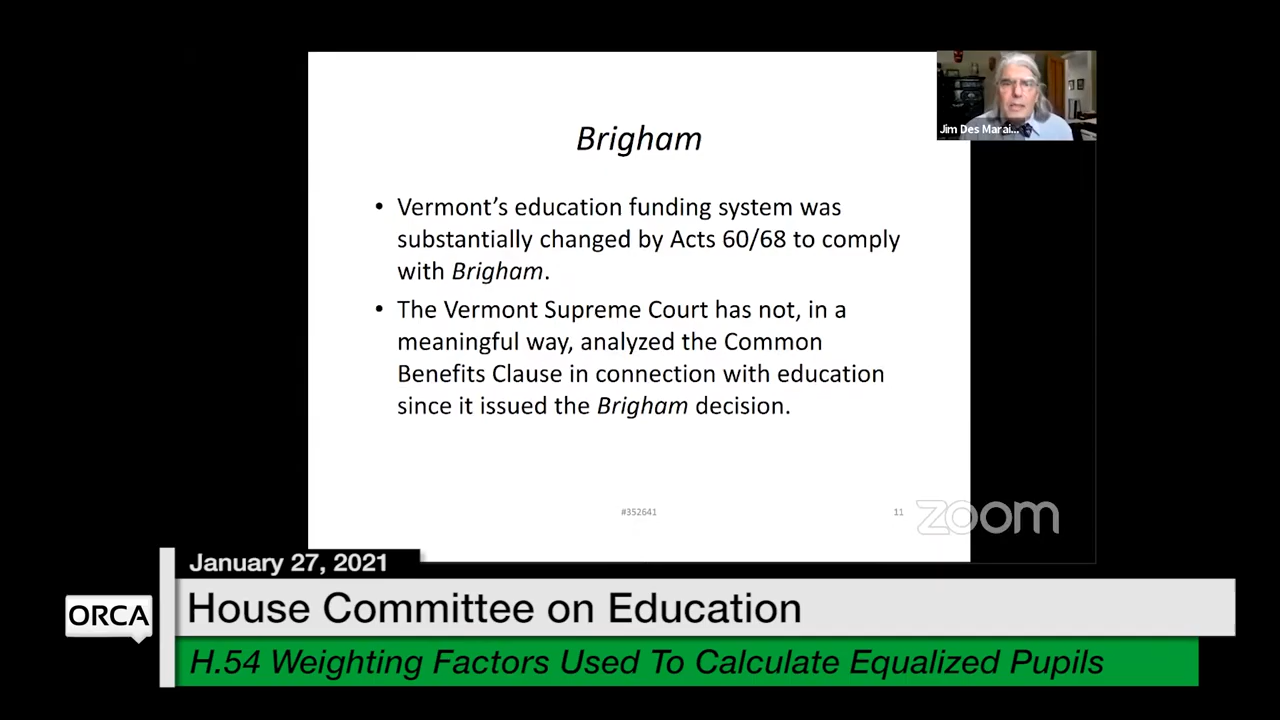 Brigham
Jim Des Marai...
• Vermont's education funding system was
substantially changed by Acts 60/68 to comply
with Brigham.
• The Vermont Supreme Court has not, in a
meaningful way, analyzed the Common
Benefits Clause in connection with education
since it issued the Brigham decision.
#352641
11
zoom
January 27, 2021
ORCA
House Committee on Education
H.54 Weighting Factors Used To Calculate Equalized Pupils